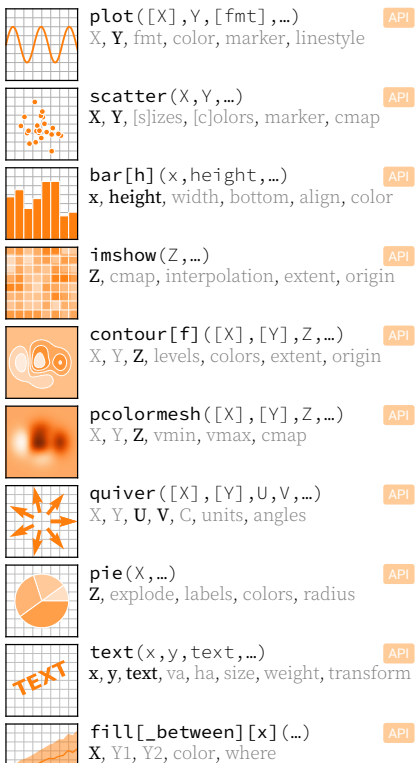 plot([X],Y,[fmt],…)
API
X, Y, fmt, color, marker, linestyle
scatter(X,Y,…)
API
X, Y, [s]izes, [c]olors, marker, cmap
bar[h](x,height,…)
API
x, height, width, bottom, align, color
imshow(Z,…)
API
Z, cmap, interpolation, extent, origin
contour[f]([X],[Y],Z,…)
API
X, Y, Z, levels, colors, extent, origin
pcolormesh([X],[Y],Z,…)
API
X, Y, Z, vmin, vmax, cmap
quiver([X],[Y],U,V,…)
API
X, Y, U, V, C, units, angles
pie(X,…)
API
Z, explode, labels, colors, radius
TEXT
text(x,y,text,…)
API
x, y, text, va, ha, size, weight, transform
fill[_between][x](…)
API
X, Y1, Y2, color, where